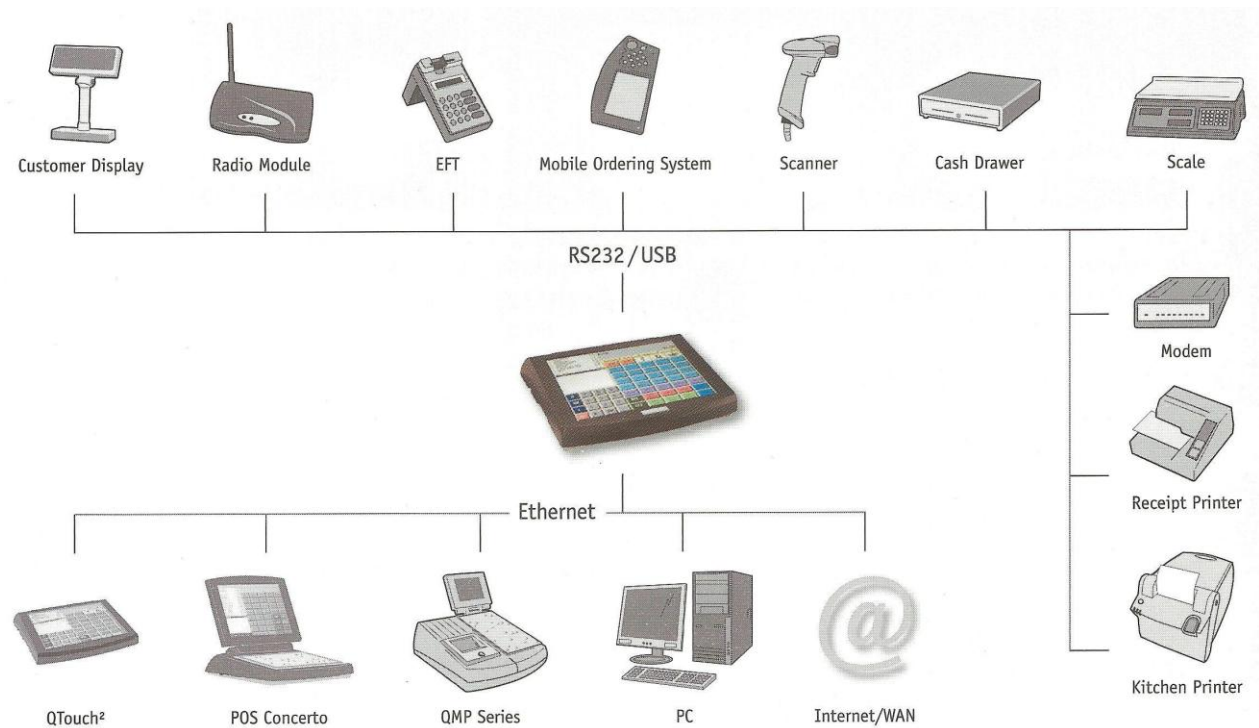 Customer Display
Radio Module
EFT
Mobile Ordering System
Scanner
Cash Drawer
Scale
RS232/USB
Modem
Receipt Printer
Ethernet
Kitchen Printer
QTouch²
POS Concerto
QMP Series
PC
Internet/WAN